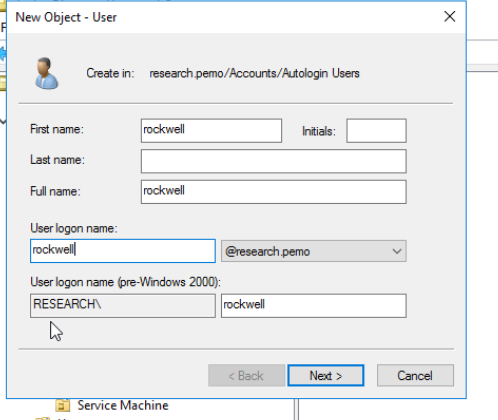 New Object - User
Create in: research.pemo/Accounts/Autologin Users
First name: rockwell Initials:
Last name:
Full name: rockwell
User logon name:
rockwell @research.pemo
User logon name (pre-Windows 2000):
RESEARCH\ rockwell
< Back Next > Cancel
Service Machine